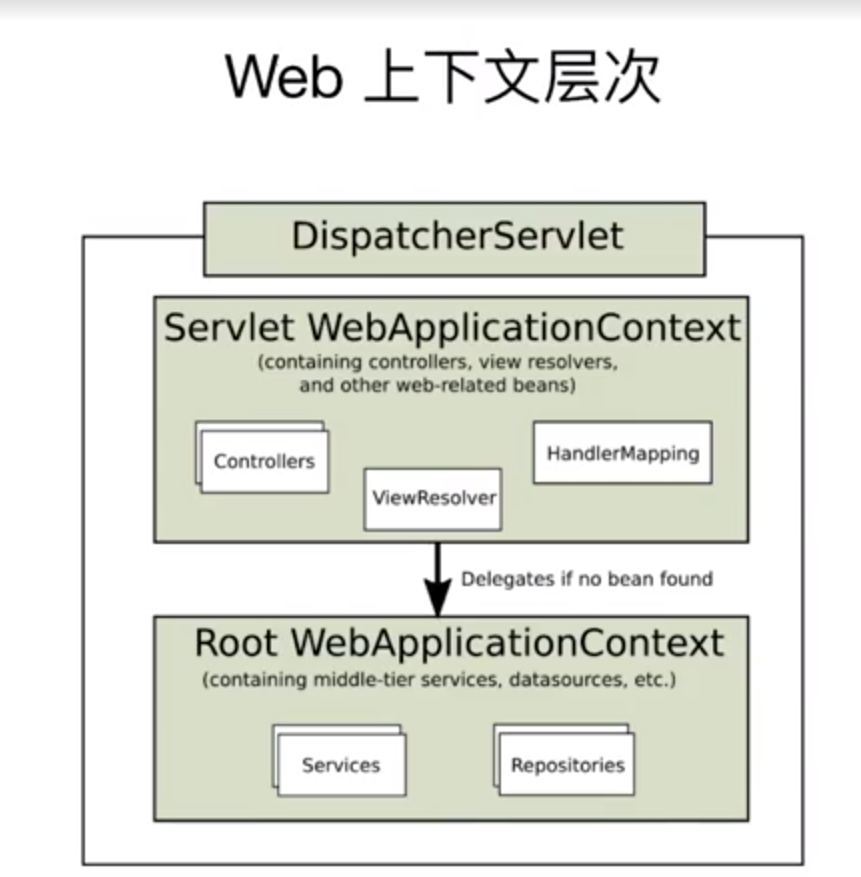 Web 上下文层次
DispatcherServlet
Servlet WebApplicationContext
(containing controllers, view resolvers,
and other web-related beans)
Controllers
HandlerMapping
ViewResolver
Delegates if no bean found
Root WebApplicationContext
(containing middle-tier services, datasources, etc.)
Services
Repositories